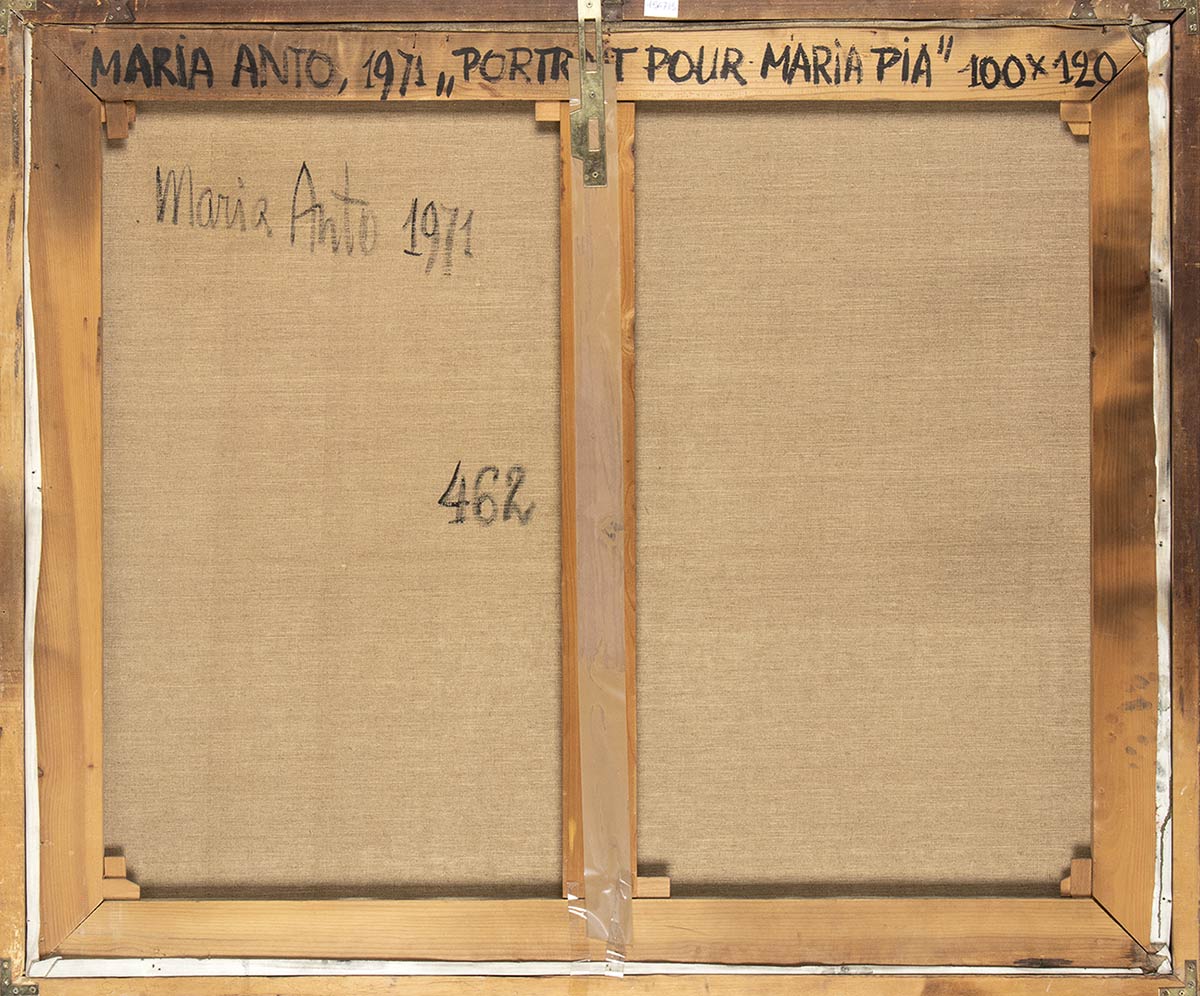 MARIA ANTO, 1971 „PORTRAIT POUR MARIA PIA" 100×120
Maria Anto 1971
462